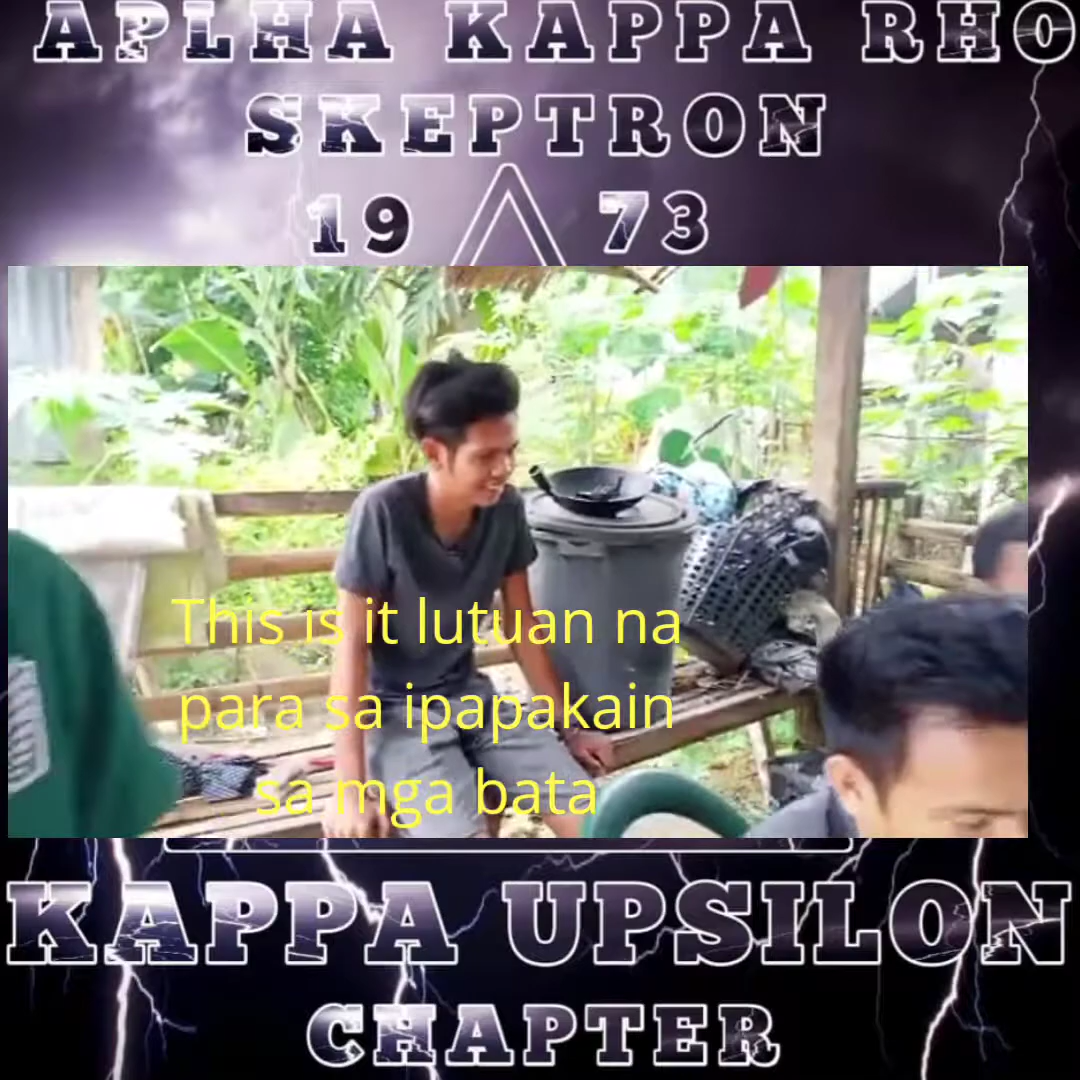 APLHA KAPPA RHO
SKEPTRON
19 73
This is it lutuan na
para sa ipapakain
sa mga bata
KAPPA UPSILON
CHAPTER